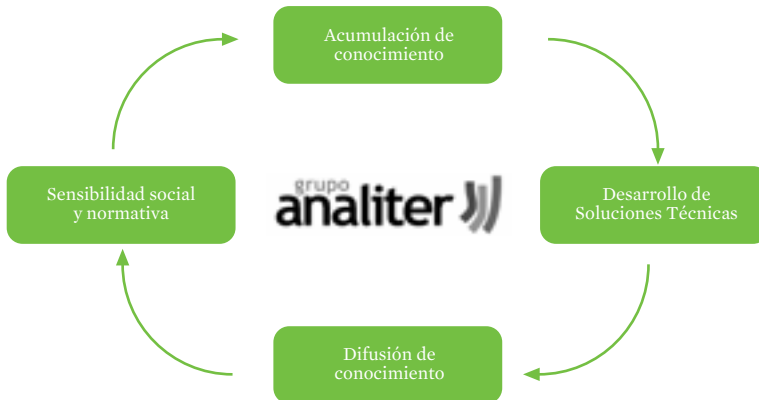 Acumulación de
conocimiento
Sensibilidad social
y normativa
grupo
analiter
Desarrollo de
Soluciones Técnicas
Difusión de
conocimiento